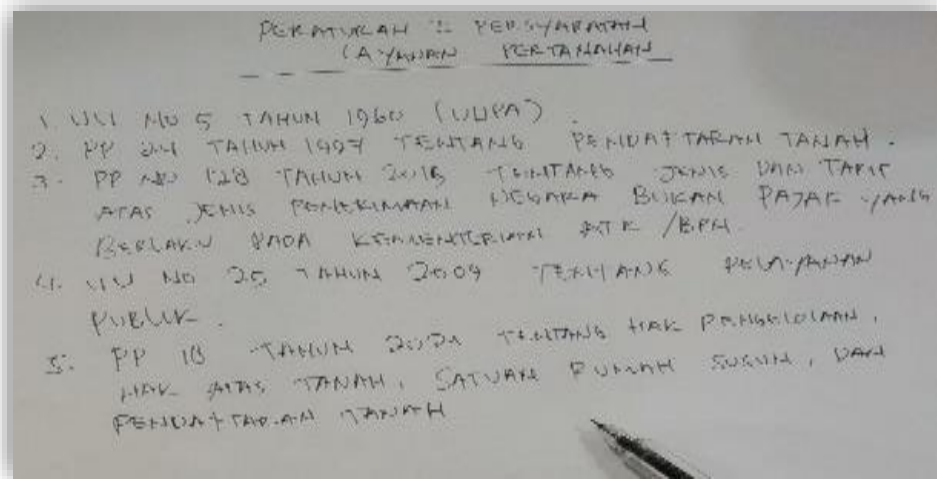 PERATURAN :: PERSYARATAN
LAYANAN PERTANAHAN
1. UU NO 5 TAHUN 1960 (UUPA).
2. PP 24 TAHUN 1997 TENTANG PENDAFTARAN TANAH.
3. PP NO 128 TAHUN 2015 TENTANG JENIS DAN TARIF
ATAS JENIS PENERIMAAN NEGARA BUKAN PAJAK YANG
BERLAKU PADA KEMENTERIAN ATR/BPN.
4. UU NO 25 TAHUN 2009 TENTANG PELAYANAN
PUBLIK.
5. PP 18 TAHUN 2021 TENTANG HAK PENGELOLAAN,
HAK ATAS TANAH, SATUAN RUMAH SUSUN, DAN
PENDAFTARAN TANAH